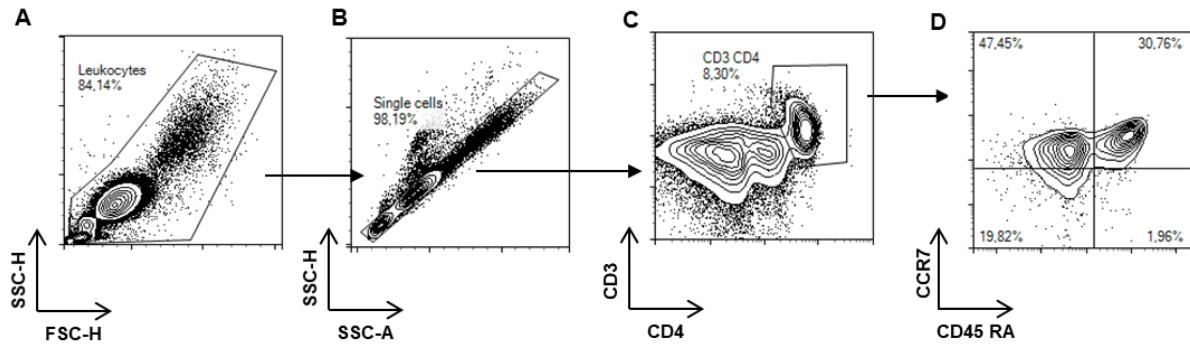 A
B
C
D
Leukocytes
84,14%
SSC-H
FSC-H
Single cells
98,19%
SSC-H
SSC-A
CD3 CD4
8,30%
CD3
CD4
47,45%
30,76%
19,82%
1,96%
CCR7
CD45 RA